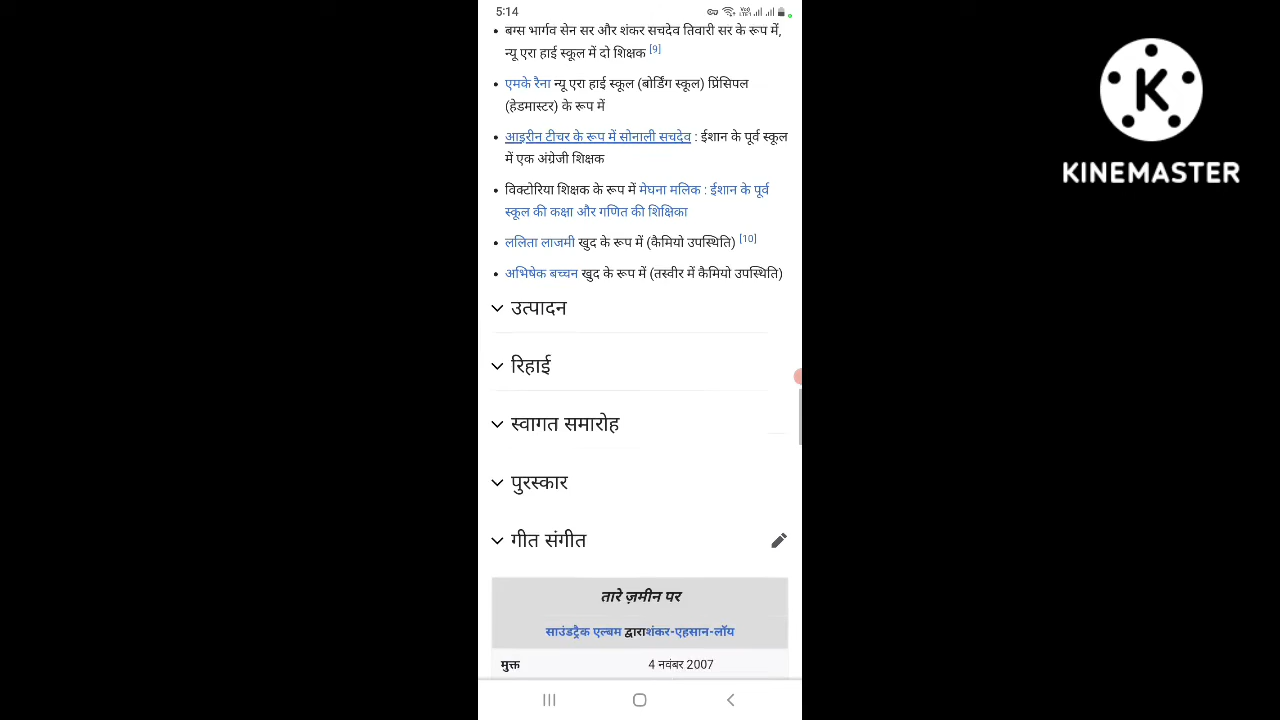 5:14
बग्स भार्गव सेन सर और शंकर सचदेव तिवारी सर के रूप में,
न्यू एरा हाई स्कूल में दो शिक्षक [9]
एमके रैना न्यू एरा हाई स्कूल (बोर्डिंग स्कूल) प्रिंसिपल
(हेडमास्टर) के रूप में
आइरीन टीचर के रूप में सोनाली सचदेव : ईशान के पूर्व स्कूल
में एक अंग्रेजी शिक्षक
विक्टोरिया शिक्षक के रूप में मेघना मलिक : ईशान के पूर्व
स्कूल की कक्षा और गणित की शिक्षिका
ललिता लाजमी खुद के रूप में (कैमियो उपस्थिति) [10]
अभिषेक बच्चन खुद के रूप में (तस्वीर में कैमियो उपस्थिति)
उत्पादन
रिहाई
स्वागत समारोह
पुरस्कार
गीत संगीत
तारे ज़मीन पर
साउंडट्रैक एल्बम द्वाराशंकर-एहसान-लॉय
मुक्त 4 नवंबर 2007
K
KINEMASTER